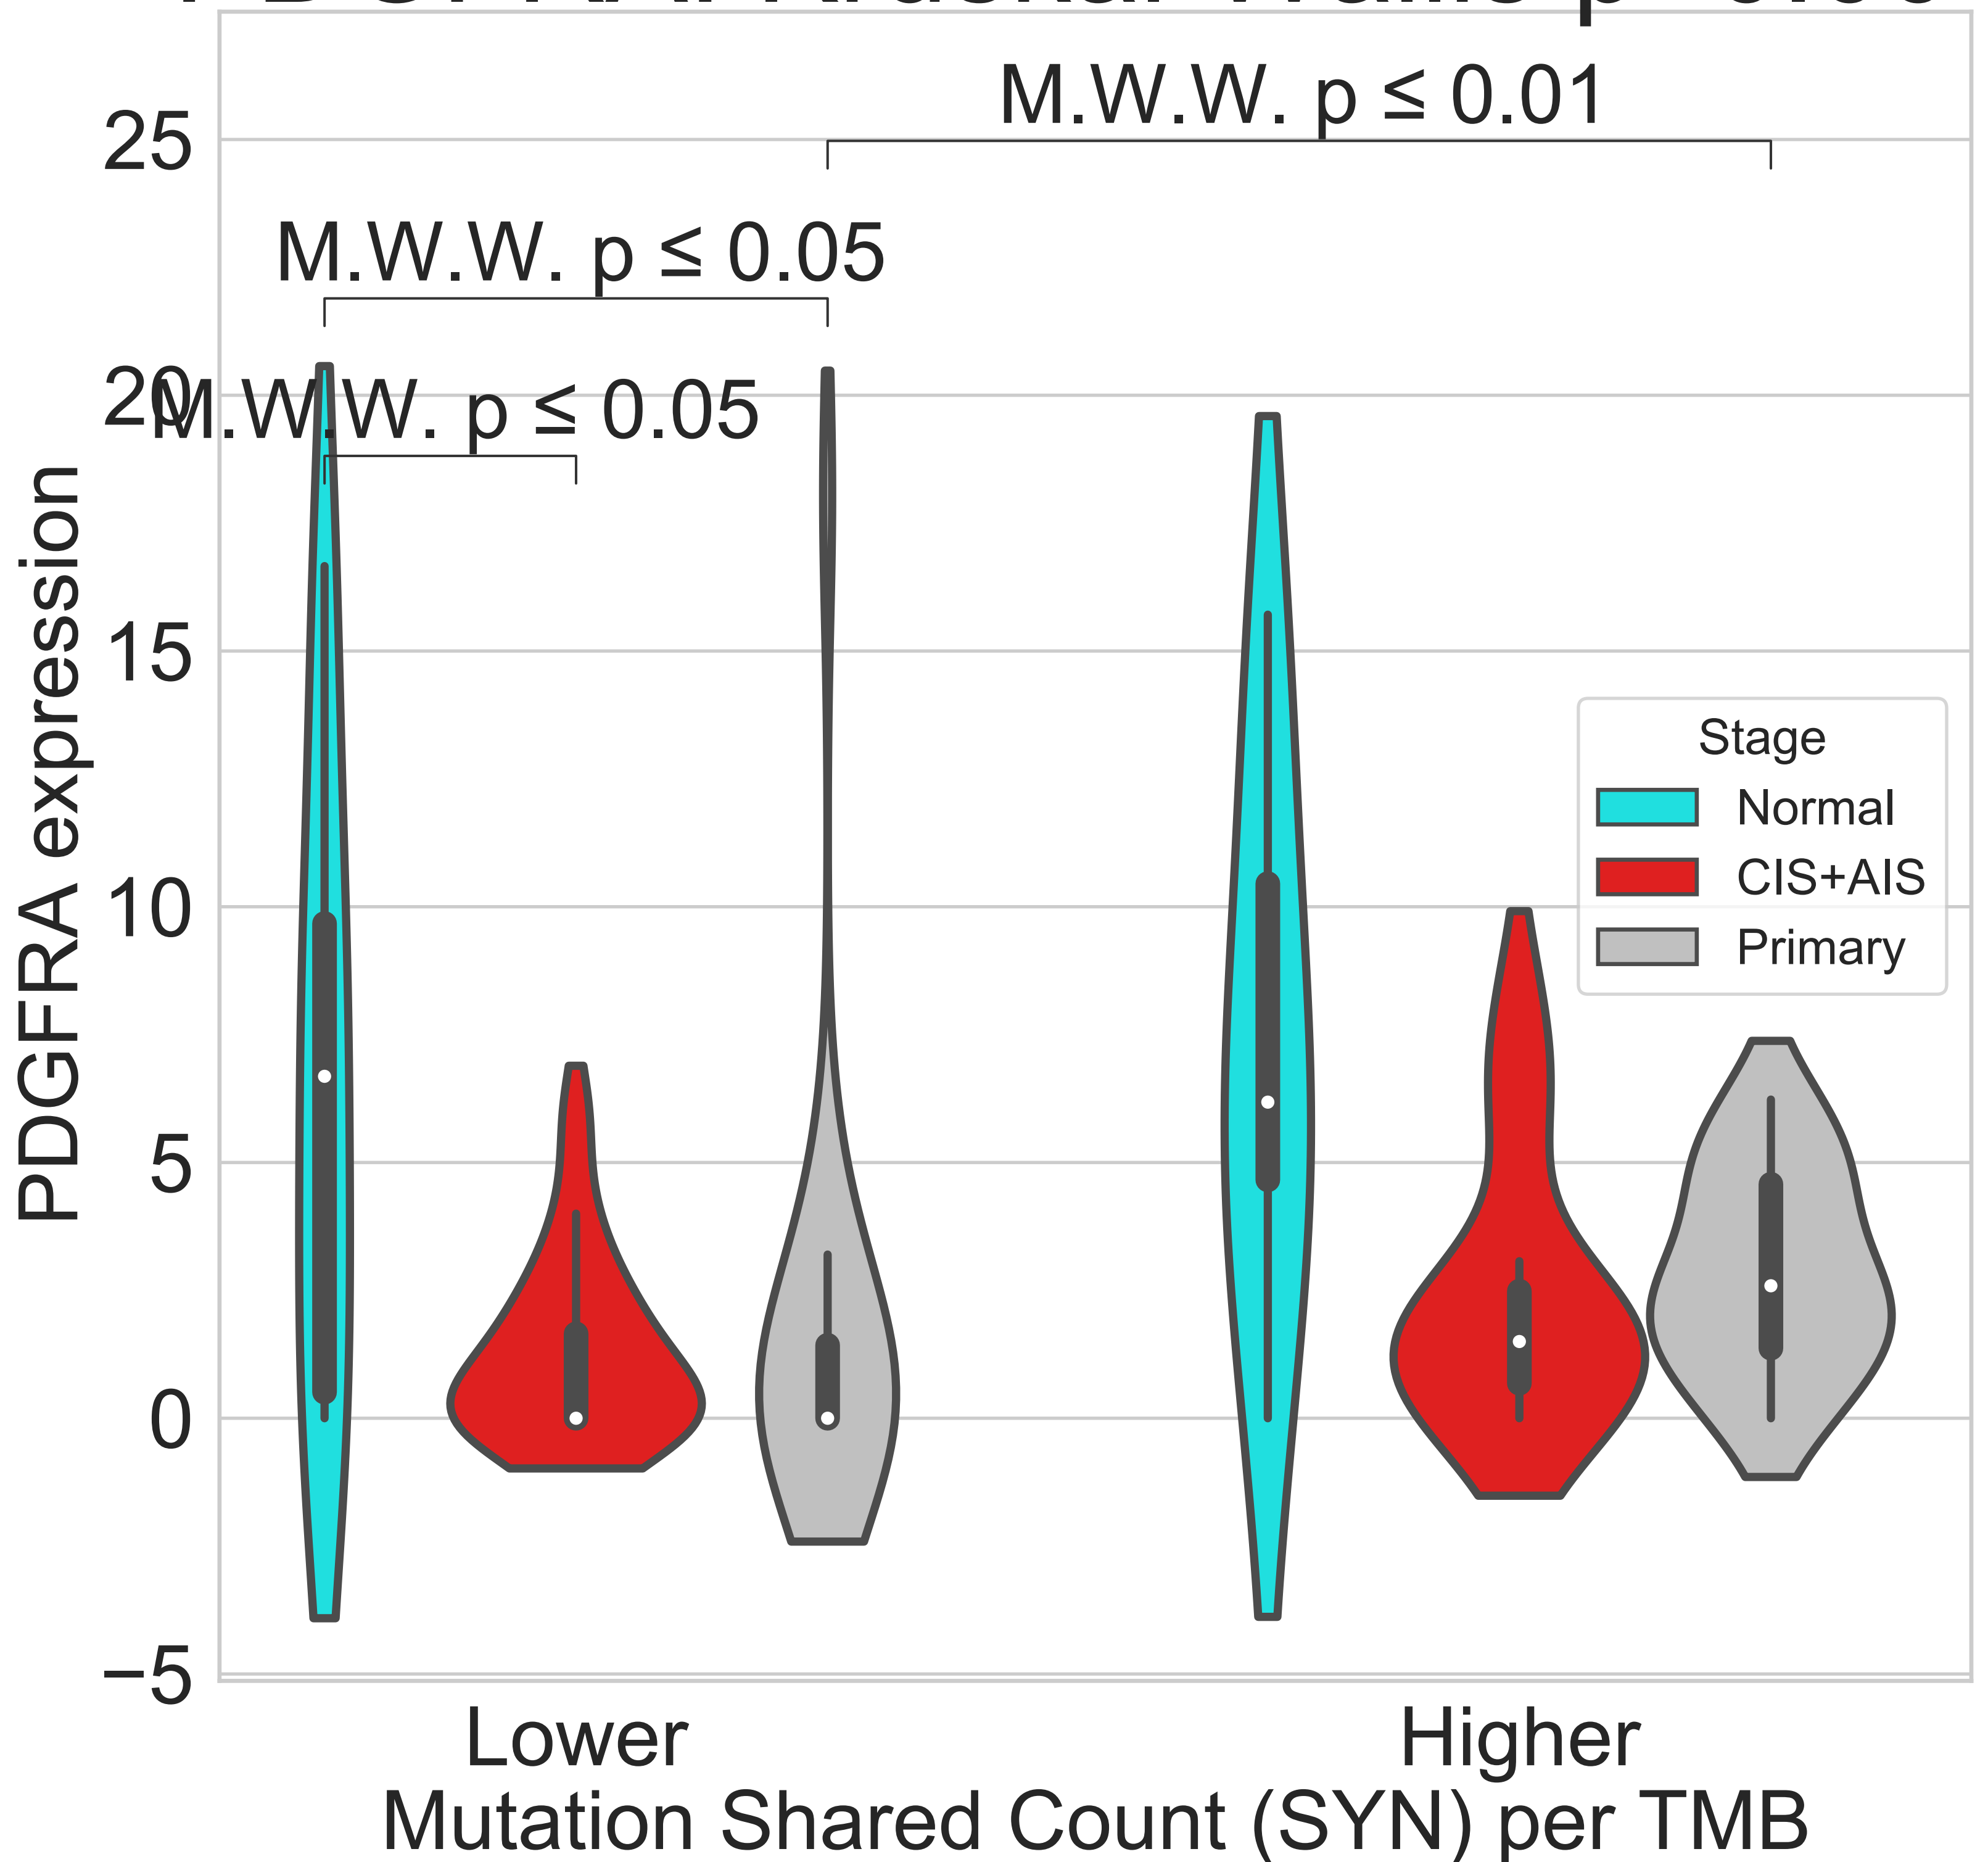 M.W.W. p ≤ 0.01
25
M.W.W. p ≤ 0.05
20
M.W.W. p ≤ 0.05
15
10
5
0
−5
PDGFRA expression
Stage
Normal
CIS+AIS
Primary
Lower
Higher
Mutation Shared Count (SYN) per TMB